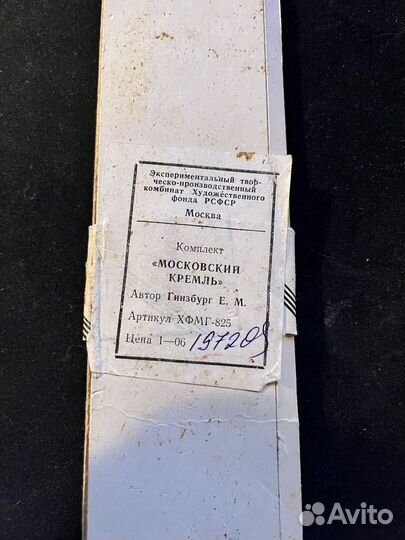 Экспериментальный твор-
ческо-производственный
комбинат Художественного
фонда РСФСР
Москва
Комплект
«МОСКОВСКИЙ
КРЕМЛЬ»
Автор Гинзбург Е. М.
Артикул ХФМГ-825
Цена 1—06 1972
Avito